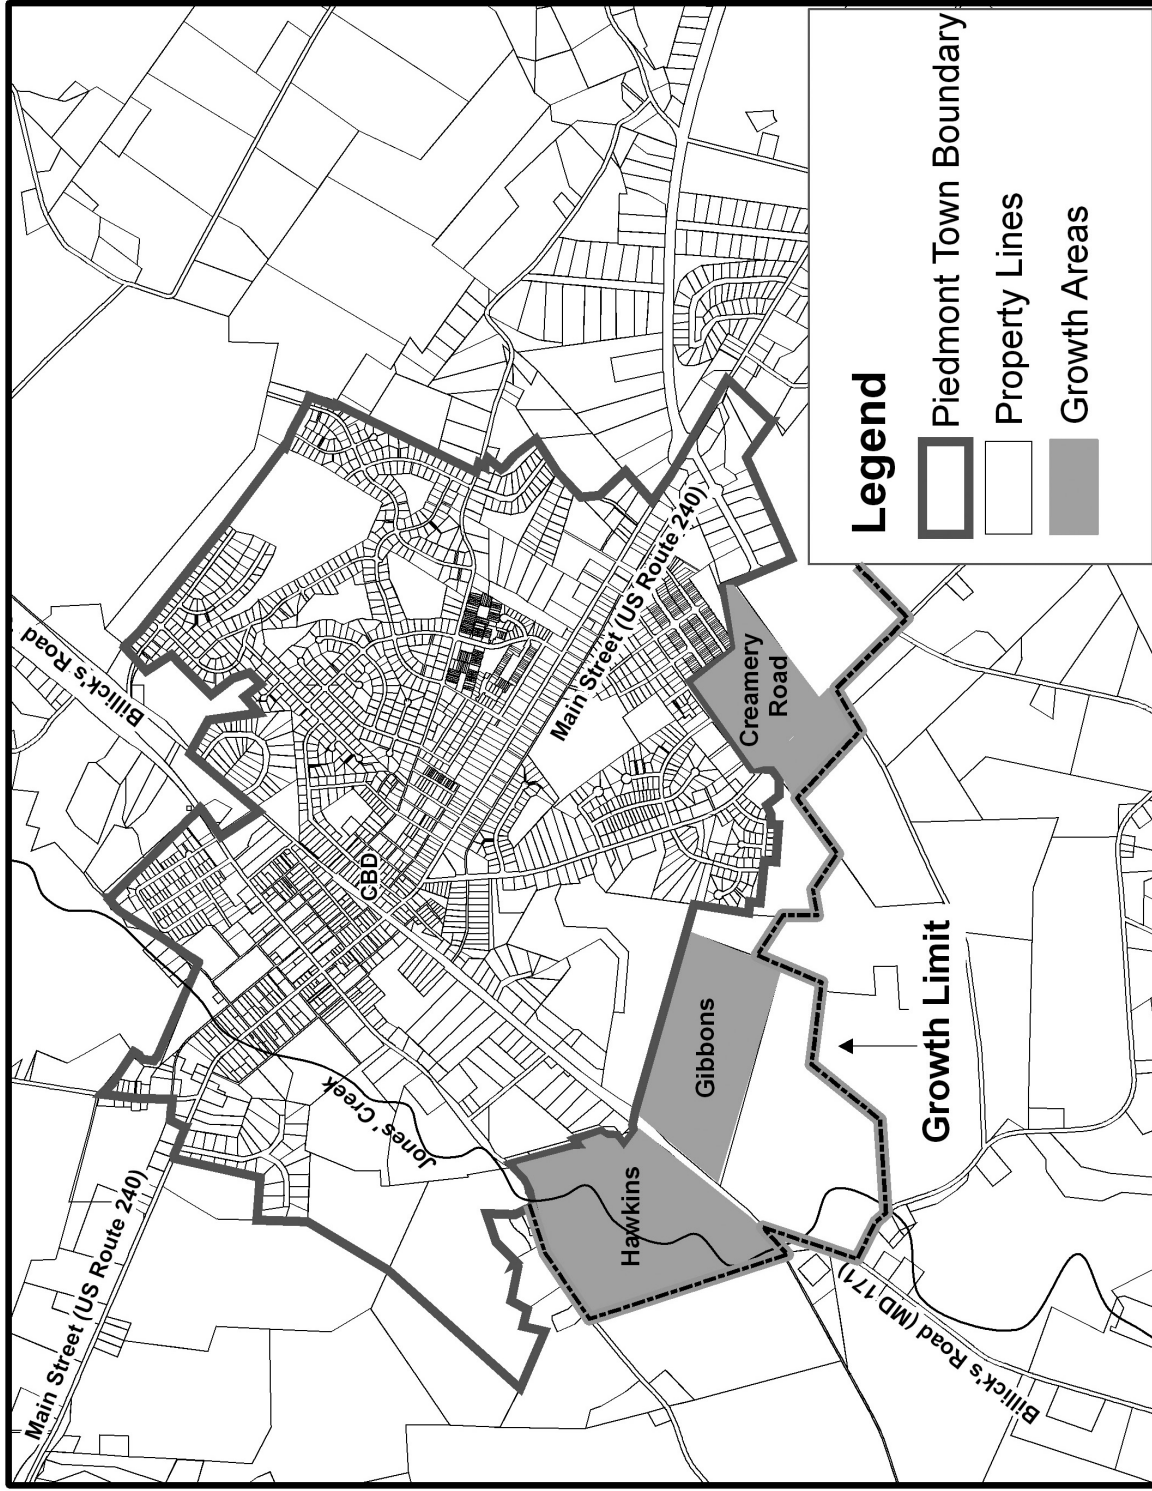 Main Street (US Route 240)
Jones' Creek
Billick's Road
CBD
Main Street (US Route 240)
Hawkins
Gibbons
Creamery
Road
Billick's Road (MD 171)
Growth Limit
Legend
Piedmont Town Boundary
Property Lines
Growth Areas